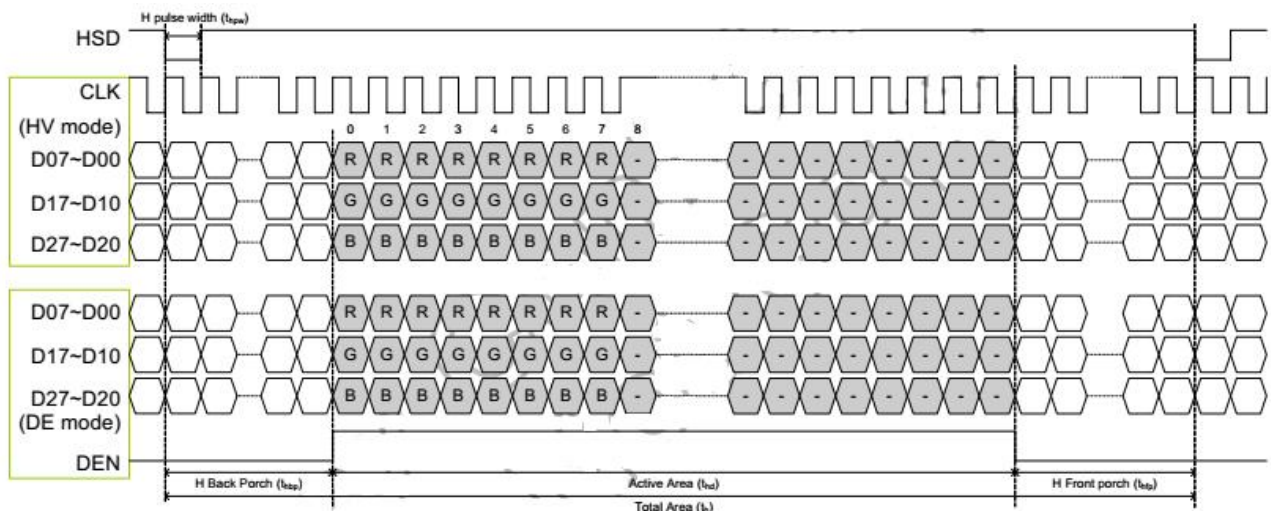 H pulse width (thpw)
HSD
CLK
(HV mode)
0 1 2 3 4 5 6 7 8
D07~D00 R R R R R R R R - - - - - - - - -
D17~D10 G G G G G G G G - - - - - - - - -
D27~D20 B B B B B B B B - - - - - - - - -
D07~D00 R R R R R R R R - - - - - - - - -
D17~D10 G G G G G G G G - - - - - - - - -
D27~D20 B B B B B B B B - - - - - - - - -
(DE mode)
DEN
H Back Porch (thbp) Active Area (thd) H Front porch (thfp)
Total Area (th)